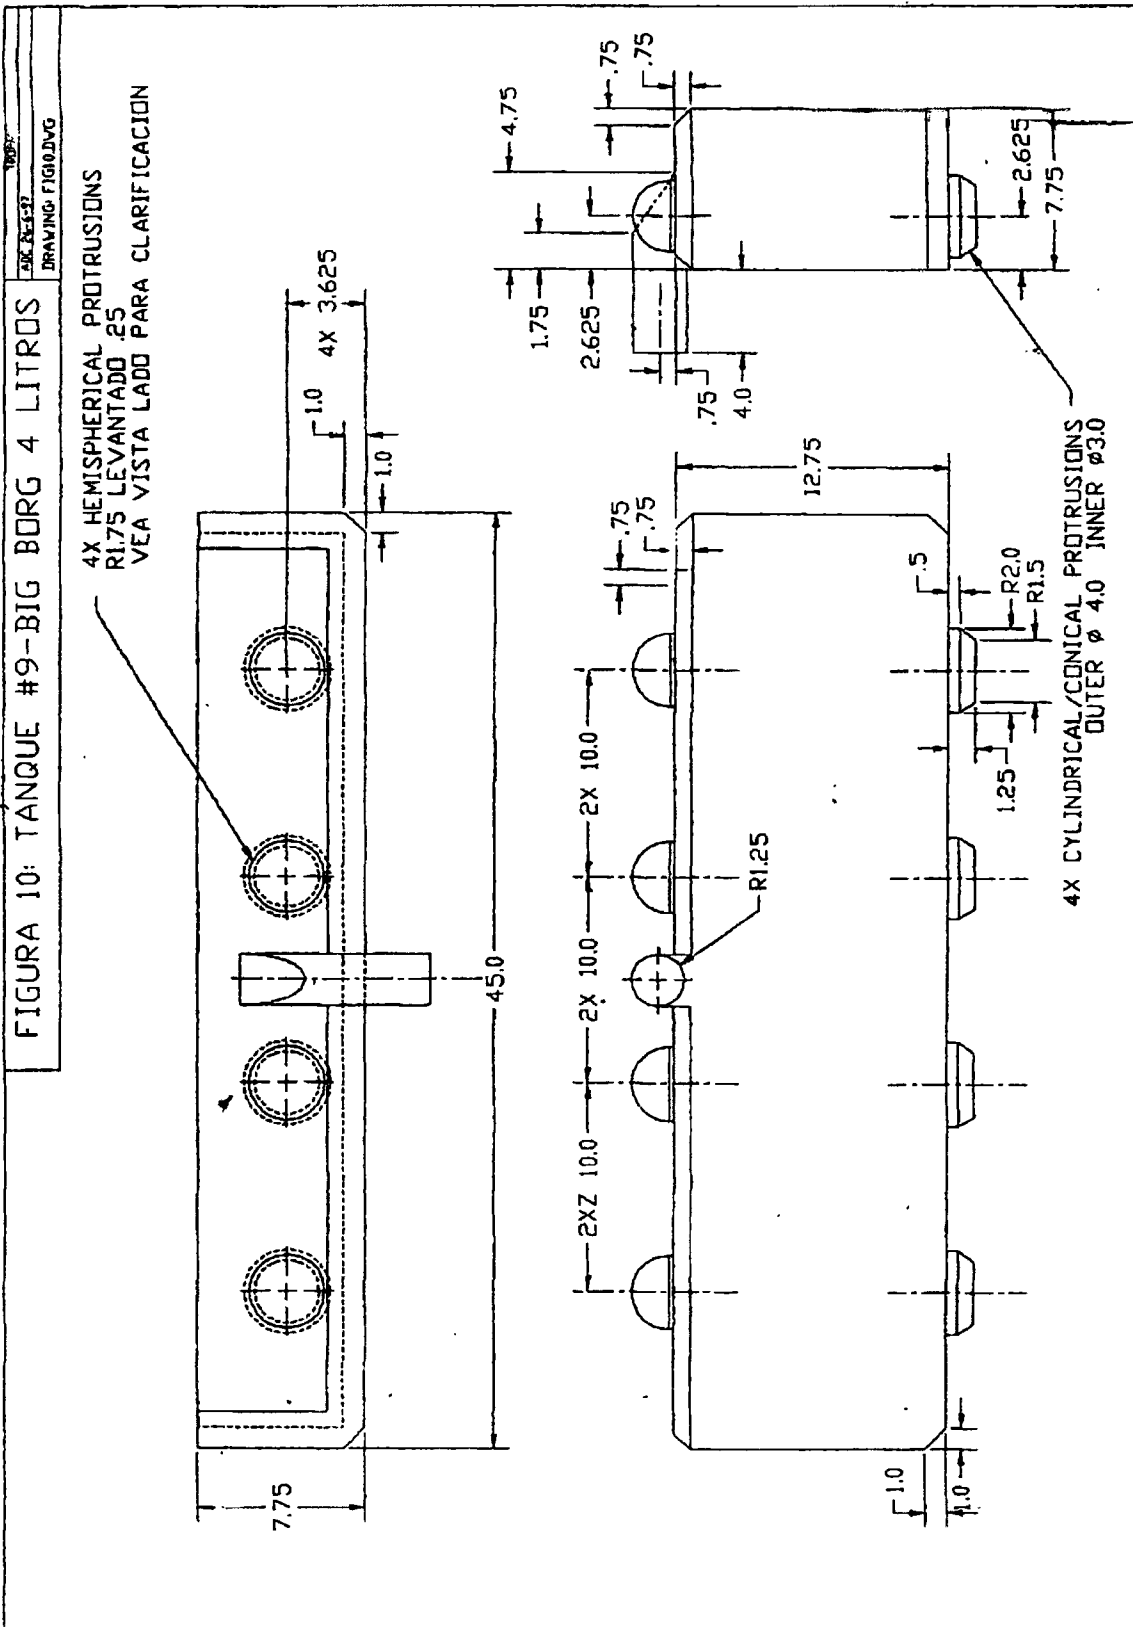 FIGURA 10: TANQUE #9-BIG BORG 4 LITROS
DRAWING: FIG10.DWG
4X HEMISPHERICAL PROTRUSIONS
R1.75 LEVANTADO .25
VEA VISTA LADO PARA CLARIFICACION
4X 3.625
1.0
1.0
45.0
7.75
4.75
.75
.75
1.75
2.625
.75
4.0
2.625
7.75
12.75
.75
.75
2X 10.0
2X 10.0
2XZ 10.0
R1.25
.5
R2.0
R1.5
1.25
1.0
1.0
4X CYLINDRICAL/CONICAL PROTRUSIONS
OUTER ø 4.0 INNER ø3.0